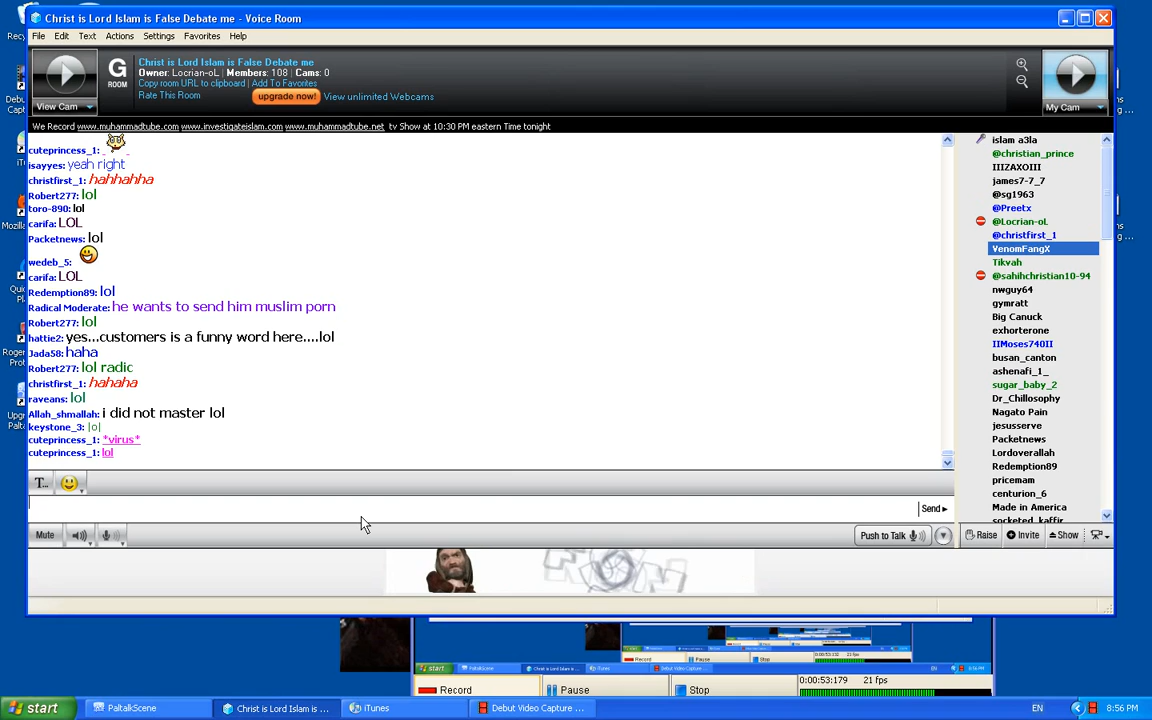 Christ is Lord Islam is False Debate me - Voice Room
File Edit Text Actions Settings Favorites Help
View Cam
G
ROOM
Christ is Lord Islam is False Debate me
Owner: Locrian-oL | Members: 108 | Cams: 0
Copy room URL to clipboard | Add To Favorites
Rate This Room
upgrade now! View unlimited Webcams
My Cam
We Record www.muhammadtube.com www.investigateislam.com www.muhammadtube.net tv Show at 10:30 PM eastern Time tonight
cuteprincess_1:
isayyes: yeah right
christfirst_1: hahhahha
Robert277: lol
toro-890: lol
carifa: LOL
Packetnews: lol
wedeb_5:
carifa: LOL
Redemption89: lol
Radical Moderate: he wants to send him muslim porn
Robert277: lol
hattie2: yes...customers is a funny word here....lol
Jada58: haha
Robert277: lol radic
christfirst_1: hahaha
raveans: lol
Allah_shmallah: i did not master lol
keystone_3: |o|
cuteprincess_1: *virus*
cuteprincess_1: lol
islam a3la
@christian_prince
IIIZAXOIII
james7-7_7
@sg1963
@Preetx
@Locrian-oL
@christfirst_1
VenomFangX
Tikvah
@sahihchristian10-94
nwguy64
gymratt
Big Canuck
exhorterone
IIMoses740II
busan_canton
ashenafi_1_
sugar_baby_2
Dr_Chillosophy
Nagato Pain
jesusserve
Packetnews
Lordoverallah
Redemption89
pricemam
centurion_6
Made in America
socketed_kaffir
T...
Send
Mute
Push to Talk
Raise Invite Show
Record Pause Stop
0:00:53:179 21 fps
Record Pause Stop
start PaltalkScene Christ is Lord Islam is ... iTunes Debut Video Capture ... EN 8:56 PM